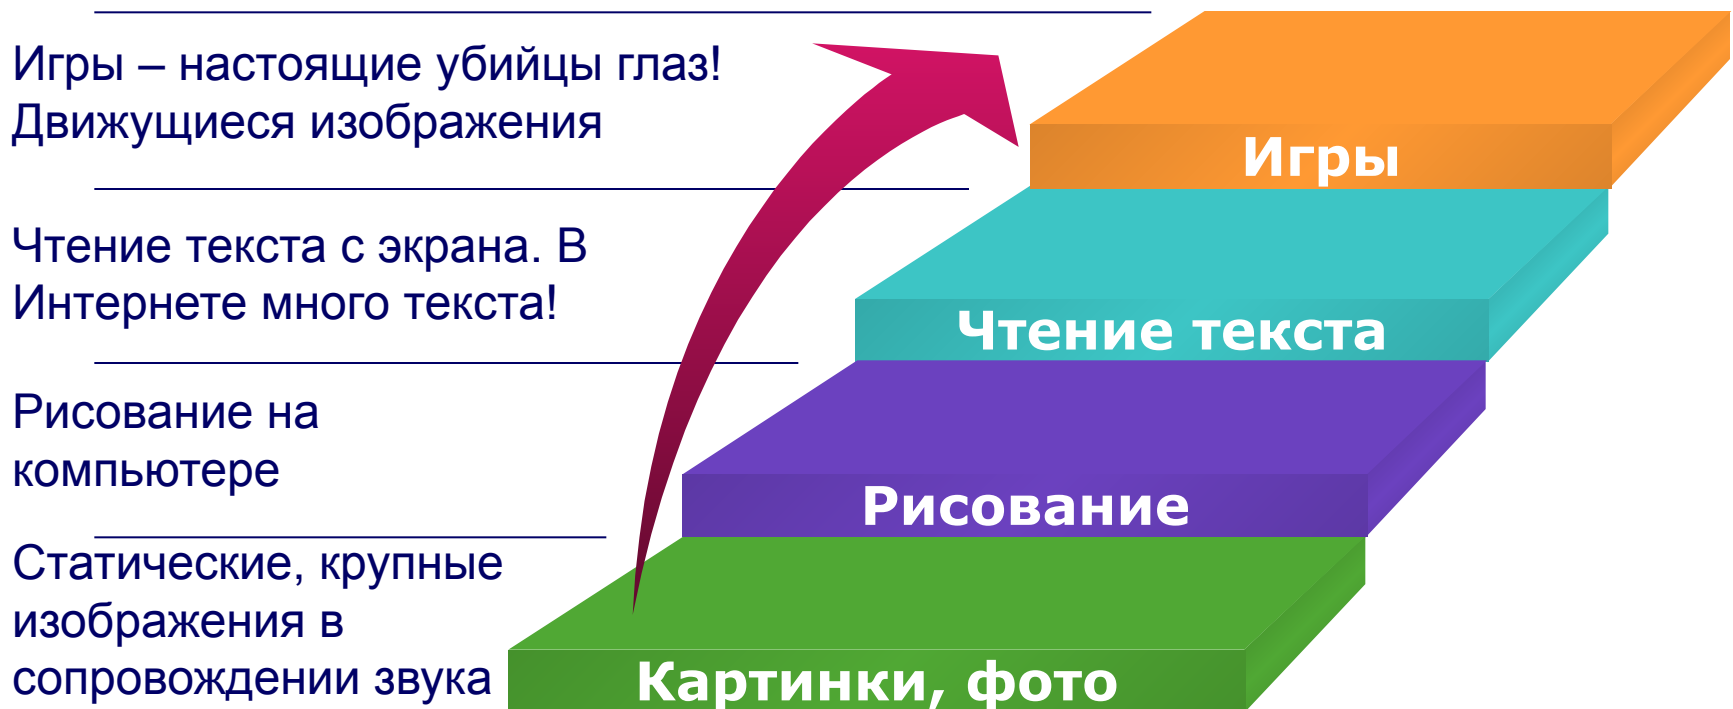 Игры – настоящие убийцы глаз!
Движущиеся изображения
Игры
Чтение текста с экрана. В
Интернете много текста!
Чтение текста
Рисование на
компьютере
Рисование
Статические, крупные
изображения в
сопровождении звука
Картинки, фото